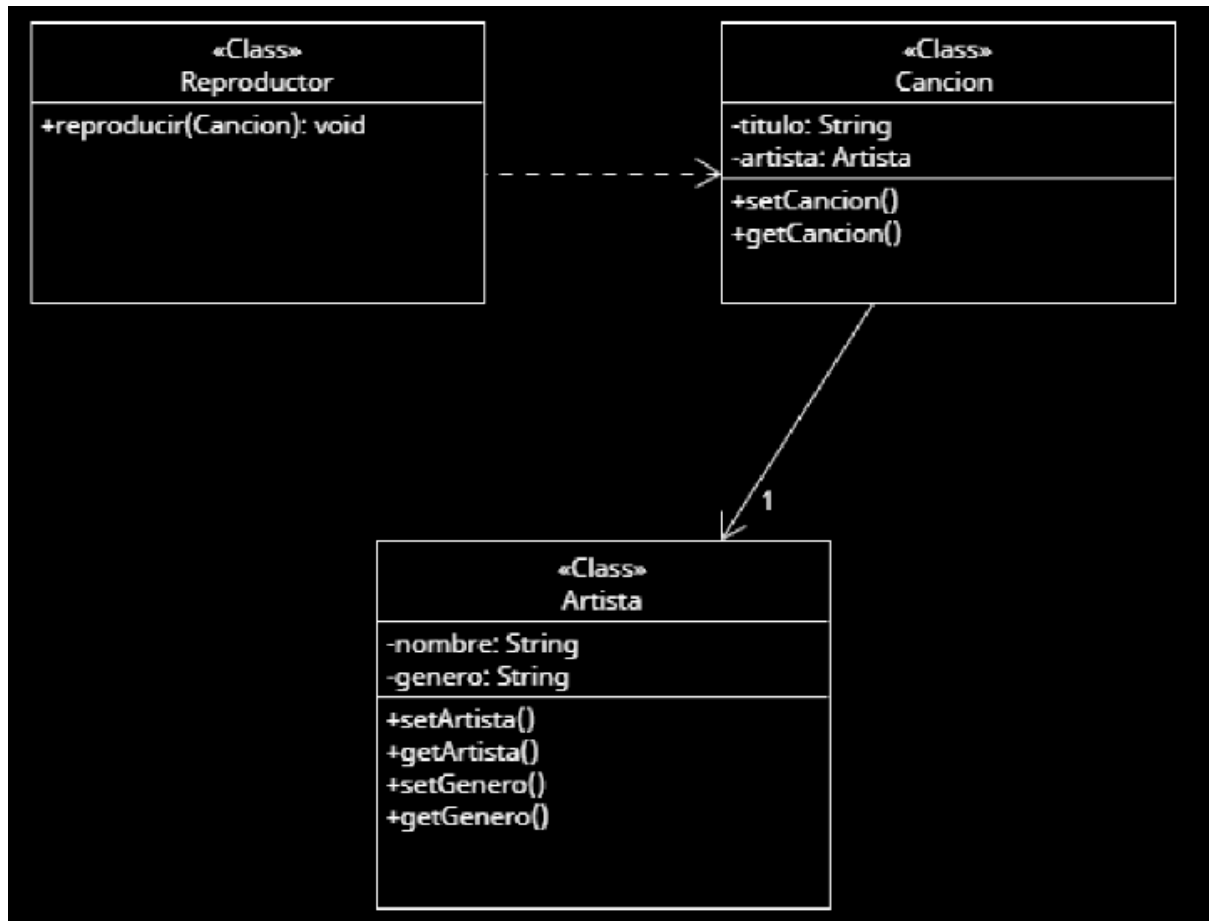 «Class»
Reproductor
+reproducir(Cancion): void
«Class»
Cancion
-titulo: String
-artista: Artista
+setCancion()
+getCancion()
1
«Class»
Artista
-nombre: String
-genero: String
+setArtista()
+getArtista()
+setGenero()
+getGenero()